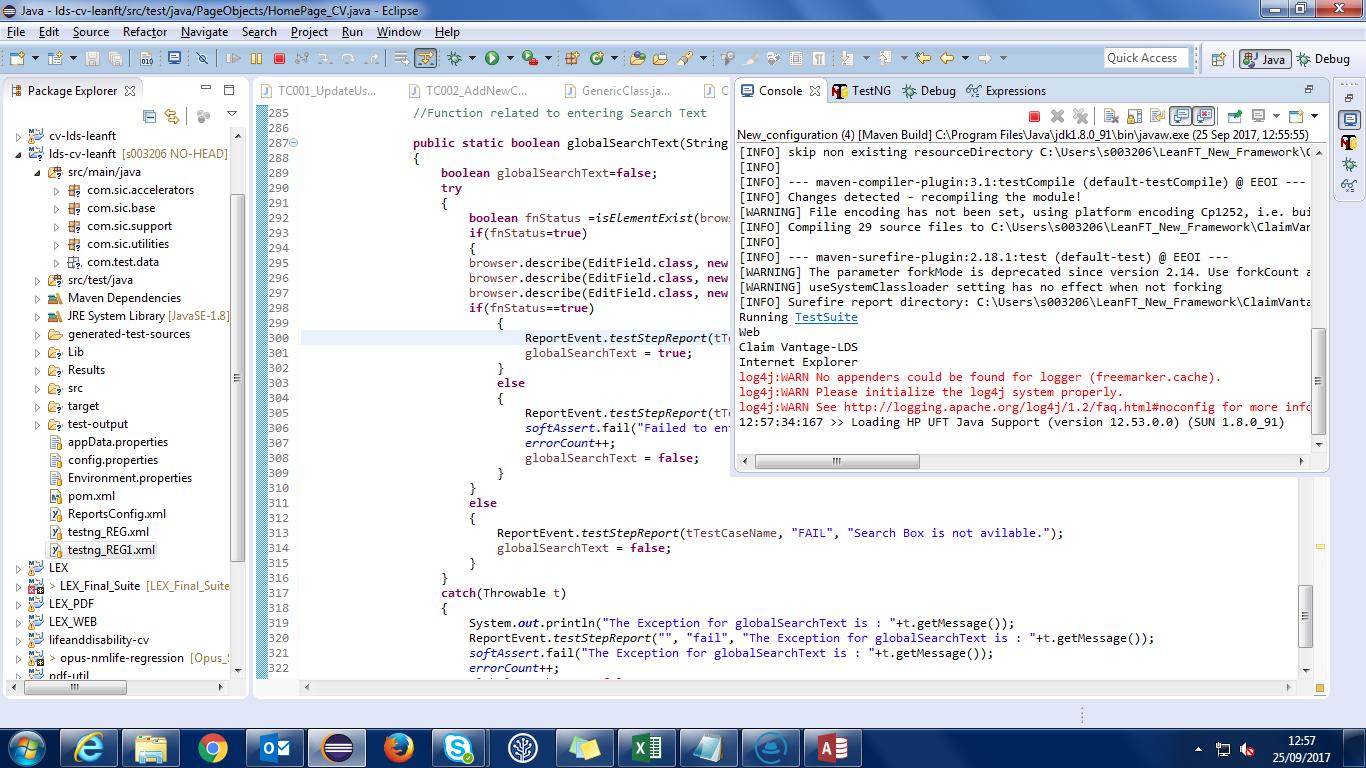 Java - lds-cv-leanft/src/test/java/PageObjects/HomePage_CV.java - Eclipse
File Edit Source Refactor Navigate Search Project Run Window Help
Quick Access
Java
Debug
Package Explorer
cv-lds-leanft
lds-cv-leanft [s003206 NO-HEAD]
src/main/java
com.sic.accelerators
com.sic.base
com.sic.support
com.sic.utilities
com.test.data
src/test/java
Maven Dependencies
JRE System Library [JavaSE-1.8]
generated-test-sources
Lib
Results
src
target
test-output
appData.properties
config.properties
Environment.properties
pom.xml
ReportsConfig.xml
testng_REG.xml
testng_REG1.xml
LEX
> LEX_Final_Suite [LEX_Final_Suite
LEX_PDF
LEX_WEB
lifeanddisability-cv
> opus-nmlife-regression [Opus_S
pdf-util
TC001_UpdateUs...
TC002_AddNewC...
GenericClass.ja...
285 //Function related to entering Search Text
286
287 public static boolean globalSearchText(String
288 {
289 boolean globalSearchText=false;
290 try
291 {
292 boolean fnStatus =isELementExist(brows
293 if(fnStatus=true)
294 {
295 browser.describe(EditField.class, new
296 browser.describe(EditField.class, new
297 browser.describe(EditField.class, new
298 if(fnStatus==true)
299 {
300 ReportEvent.testStepReport(tTe
301 globalSearchText = true;
302 }
303 else
304 {
305 ReportEvent.testStepReport(tTe
306 softAssert.fail("Failed to ent
307 errorCount++;
308 globalSearchText = false;
309 }
310 }
311 else
312 {
313 ReportEvent.testStepReport(tTestCaseName, "FAIL", "Search Box is not avilable.");
314 globalSearchText = false;
315 }
316 }
317 catch(Throwable t)
318 {
319 System.out.println("The Exception for globalSearchText is : "+t.getMessage());
320 ReportEvent.testStepReport("", "fail", "The Exception for globalSearchText is : "+t.getMessage());
321 softAssert.fail("The Exception for globalSearchText is : "+t.getMessage());
322 errorCount++;
Console
TestNG
Debug
Expressions
New_configuration (4) [Maven Build] C:\Program Files\Java\jdk1.8.0_91\bin\javaw.exe (25 Sep 2017, 12:55:55)
[INFO] skip non existing resourceDirectory C:\Users\s003206\LeanFT_New_Framework\C
[INFO]
[INFO] --- maven-compiler-plugin:3.1:testCompile (default-testCompile) @ EEOI ---
[INFO] Changes detected - recompiling the module!
[WARNING] File encoding has not been set, using platform encoding Cp1252, i.e. bui
[INFO] Compiling 29 source files to C:\Users\s003206\LeanFT_New_Framework\ClaimVan
[INFO]
[INFO] --- maven-surefire-plugin:2.18.1:test (default-test) @ EEOI ---
[WARNING] The parameter forkMode is deprecated since version 2.14. Use forkCount a
[WARNING] useSystemClassloader setting has no effect when not forking
[INFO] Surefire report directory: C:\Users\s003206\LeanFT_New_Framework\ClaimVanta
Running TestSuite
Web
Claim Vantage-LDS
Internet Explorer
log4j:WARN No appenders could be found for logger (freemarker.cache).
log4j:WARN Please initialize the log4j system properly.
log4j:WARN See http://logging.apache.org/log4j/1.2/faq.html#noconfig for more info
12:57:34:167 >> Loading HP UFT Java Support (version 12.53.0.0) (SUN 1.8.0_91)
12:57
25/09/2017